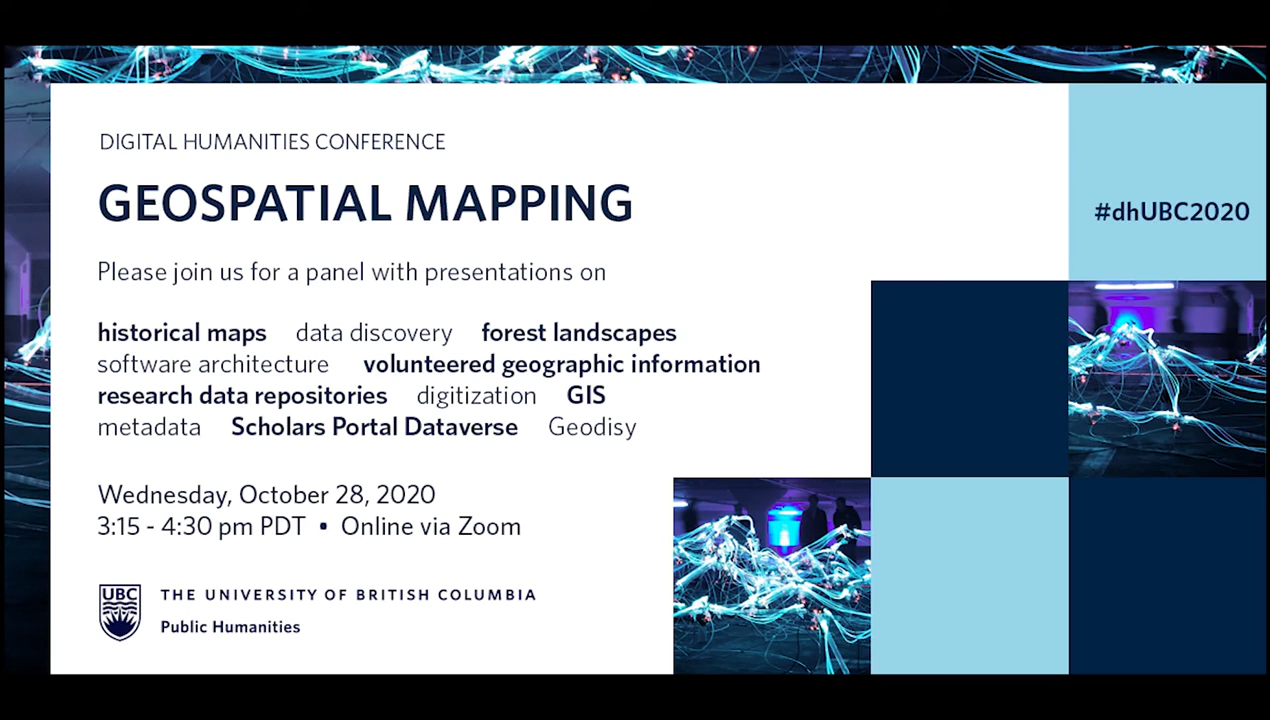 DIGITAL HUMANITIES CONFERENCE
GEOSPATIAL MAPPING
#dhUBC2020
Please join us for a panel with presentations on
historical maps data discovery forest landscapes
software architecture volunteered geographic information
research data repositories digitization GIS
metadata Scholars Portal Dataverse Geodisy
Wednesday, October 28, 2020
3:15 - 4:30 pm PDT • Online via Zoom
UBC
THE UNIVERSITY OF BRITISH COLUMBIA
Public Humanities